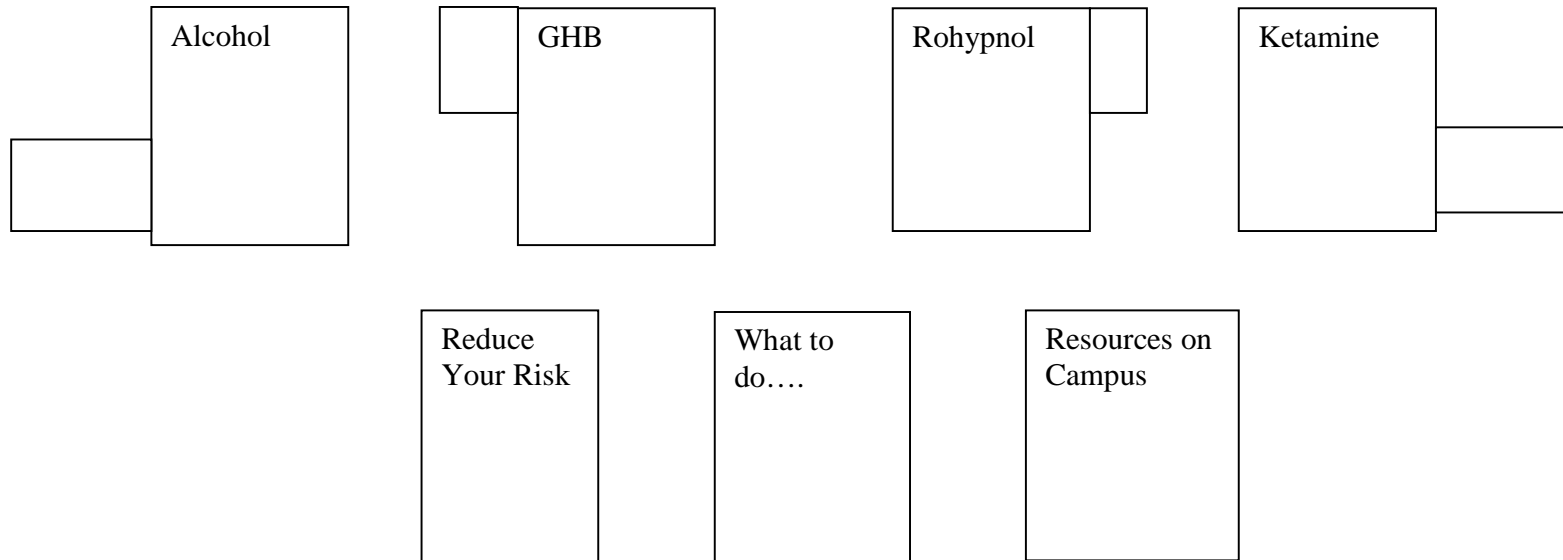 Alcohol
GHB
Rohypnol
Ketamine
Reduce
Your Risk
What to
do….
Resources on
Campus